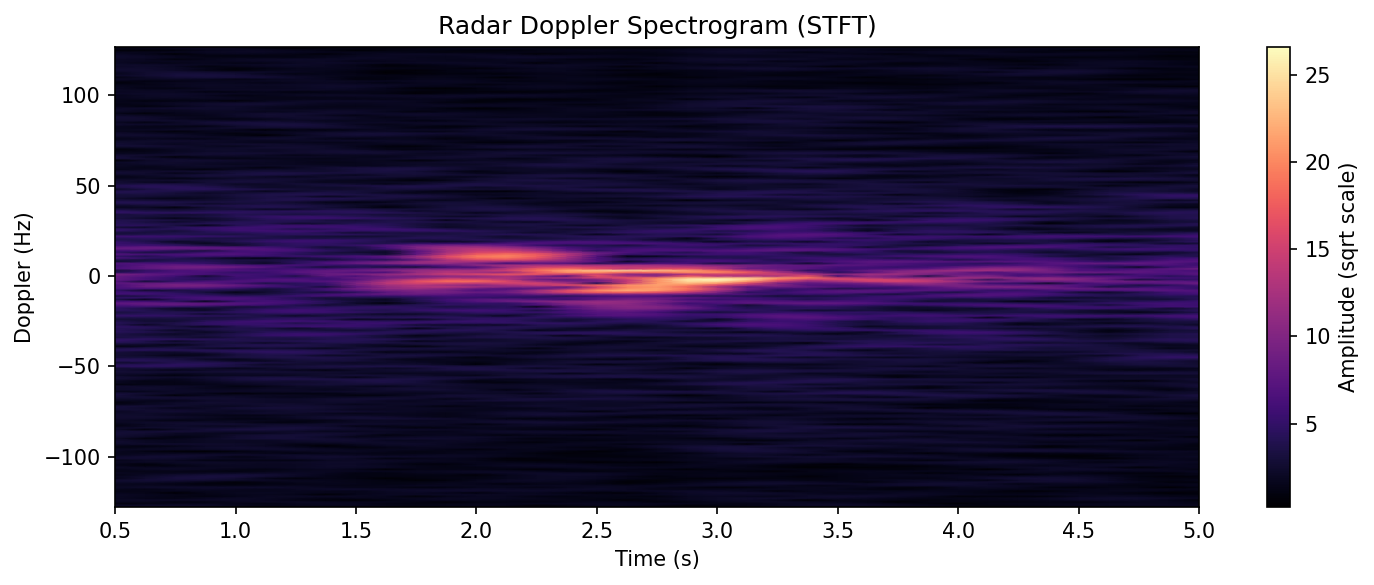 Radar Doppler Spectrogram (STFT)
Doppler (Hz)
100
50
0
−50
−100
0.5 1.0 1.5 2.0 2.5 3.0 3.5 4.0 4.5 5.0
Time (s)
25
20
15
10
5
Amplitude (sqrt scale)